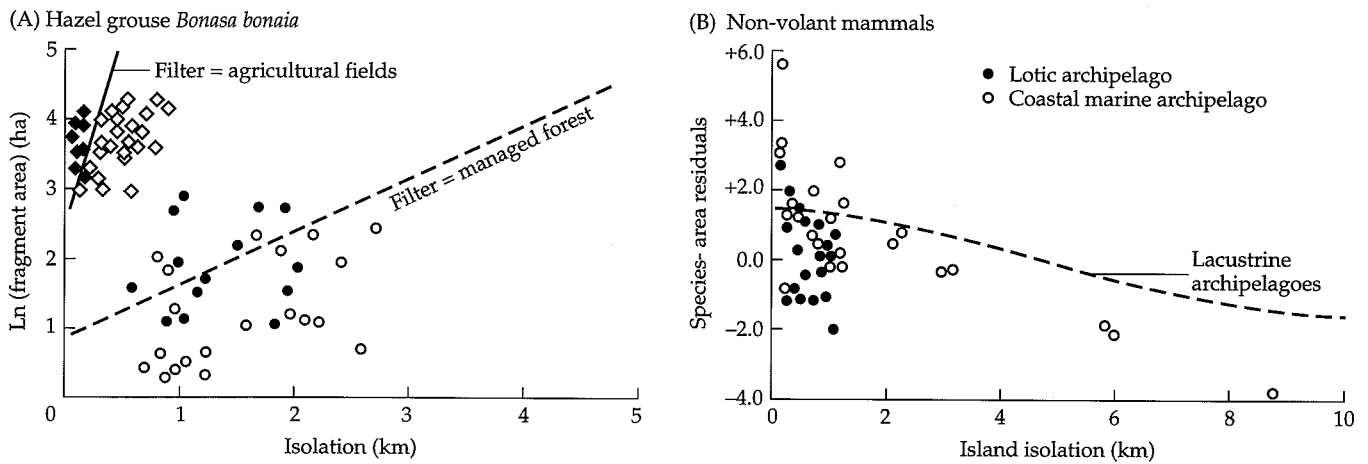 (A) Hazel grouse Bonasa bonaia
5
4
3
2
1
0
1
2
3
4
5
Ln (fragment area) (ha)
Isolation (km)
Filter = agricultural fields
Filter = managed forest
(B) Non-volant mammals
+6.0
+4.0
+2.0
0.0
–2.0
–4.0
0
2
4
6
8
10
Species- area residuals
Island isolation (km)
Lotic archipelago
Coastal marine archipelago
Lacustrine
archipelagoes